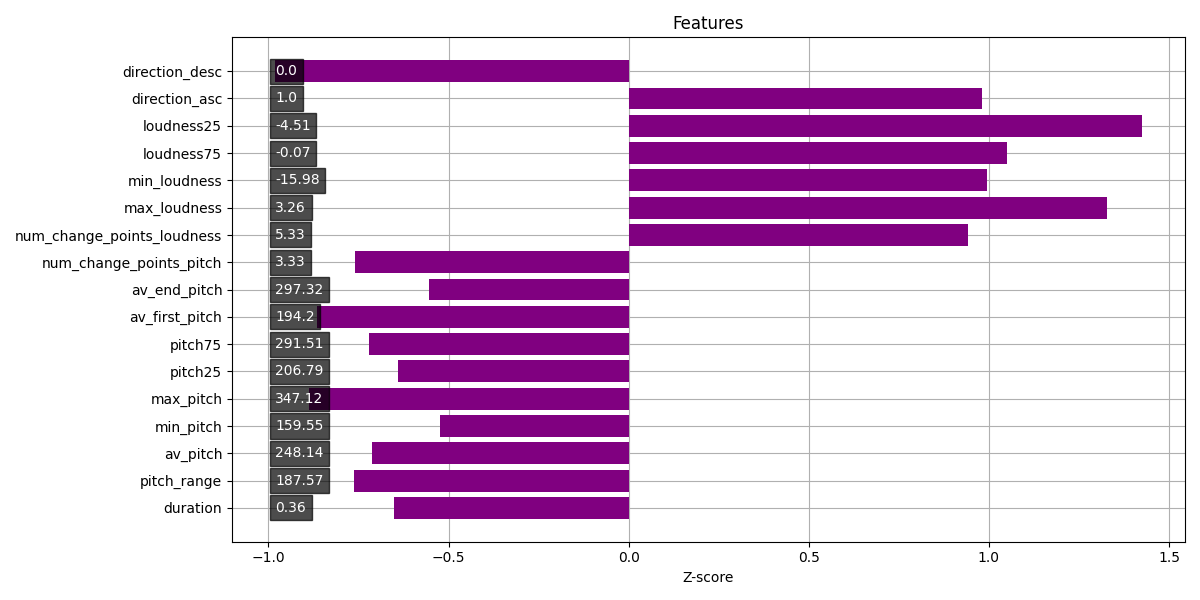 Features
direction_desc 0.0
direction_asc 1.0
loudness25 -4.51
loudness75 -0.07
min_loudness -15.98
max_loudness 3.26
num_change_points_loudness 5.33
num_change_points_pitch 3.33
av_end_pitch 297.32
av_first_pitch 194.2
pitch75 291.51
pitch25 206.79
max_pitch 347.12
min_pitch 159.55
av_pitch 248.14
pitch_range 187.57
duration 0.36
−1.0 −0.5 0.0 0.5 1.0 1.5
Z-score